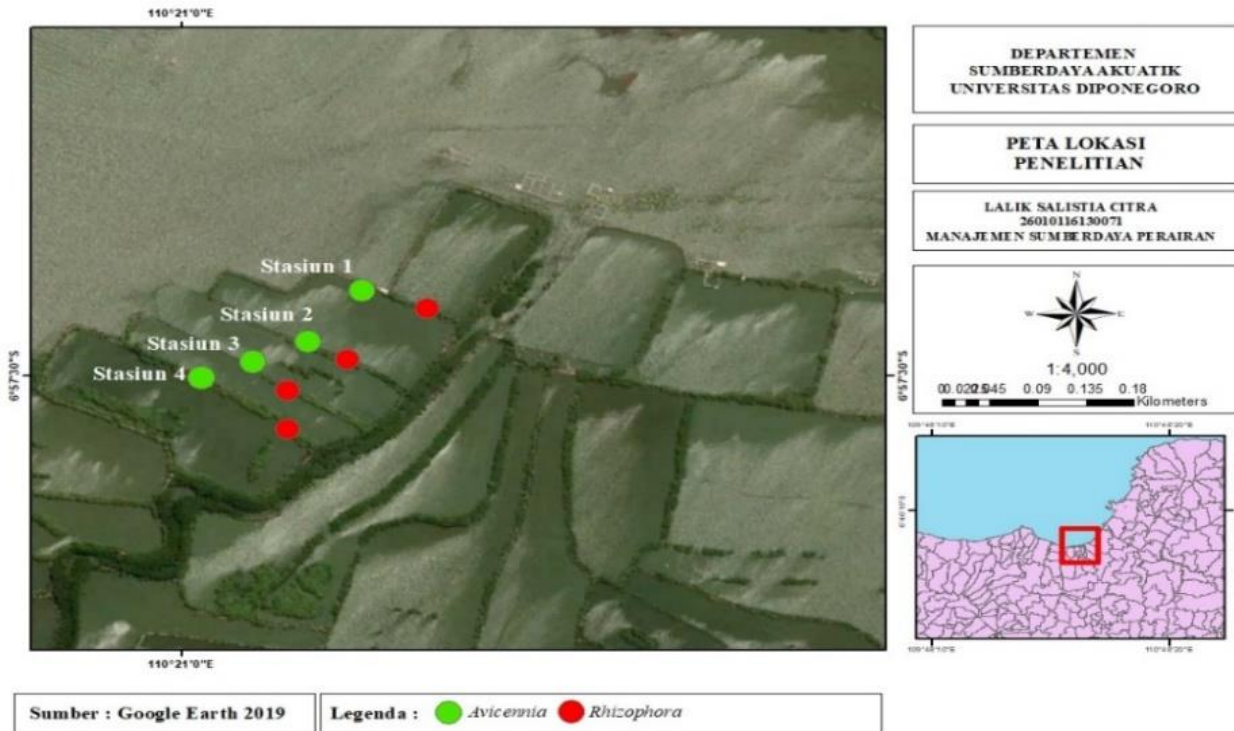 110°21'0"E
Stasiun 1
Stasiun 2
Stasiun 3
Stasiun 4
6°57'30"S
6°57'30"S
110°21'0"E
DEPARTEMEN
SUMBERDAYA AKUATIK
UNIVERSITAS DIPONEGORO
PETA LOKASI
PENELITIAN
LALIK SALISTIA CITRA
26010116130071
MANAJEMEN SUMBERDAYA PERAIRAN
N
W E
S
1:4,000
0.09 0.135 0.18
Kilometers
Sumber : Google Earth 2019
Legenda : Avicennia Rhizophora